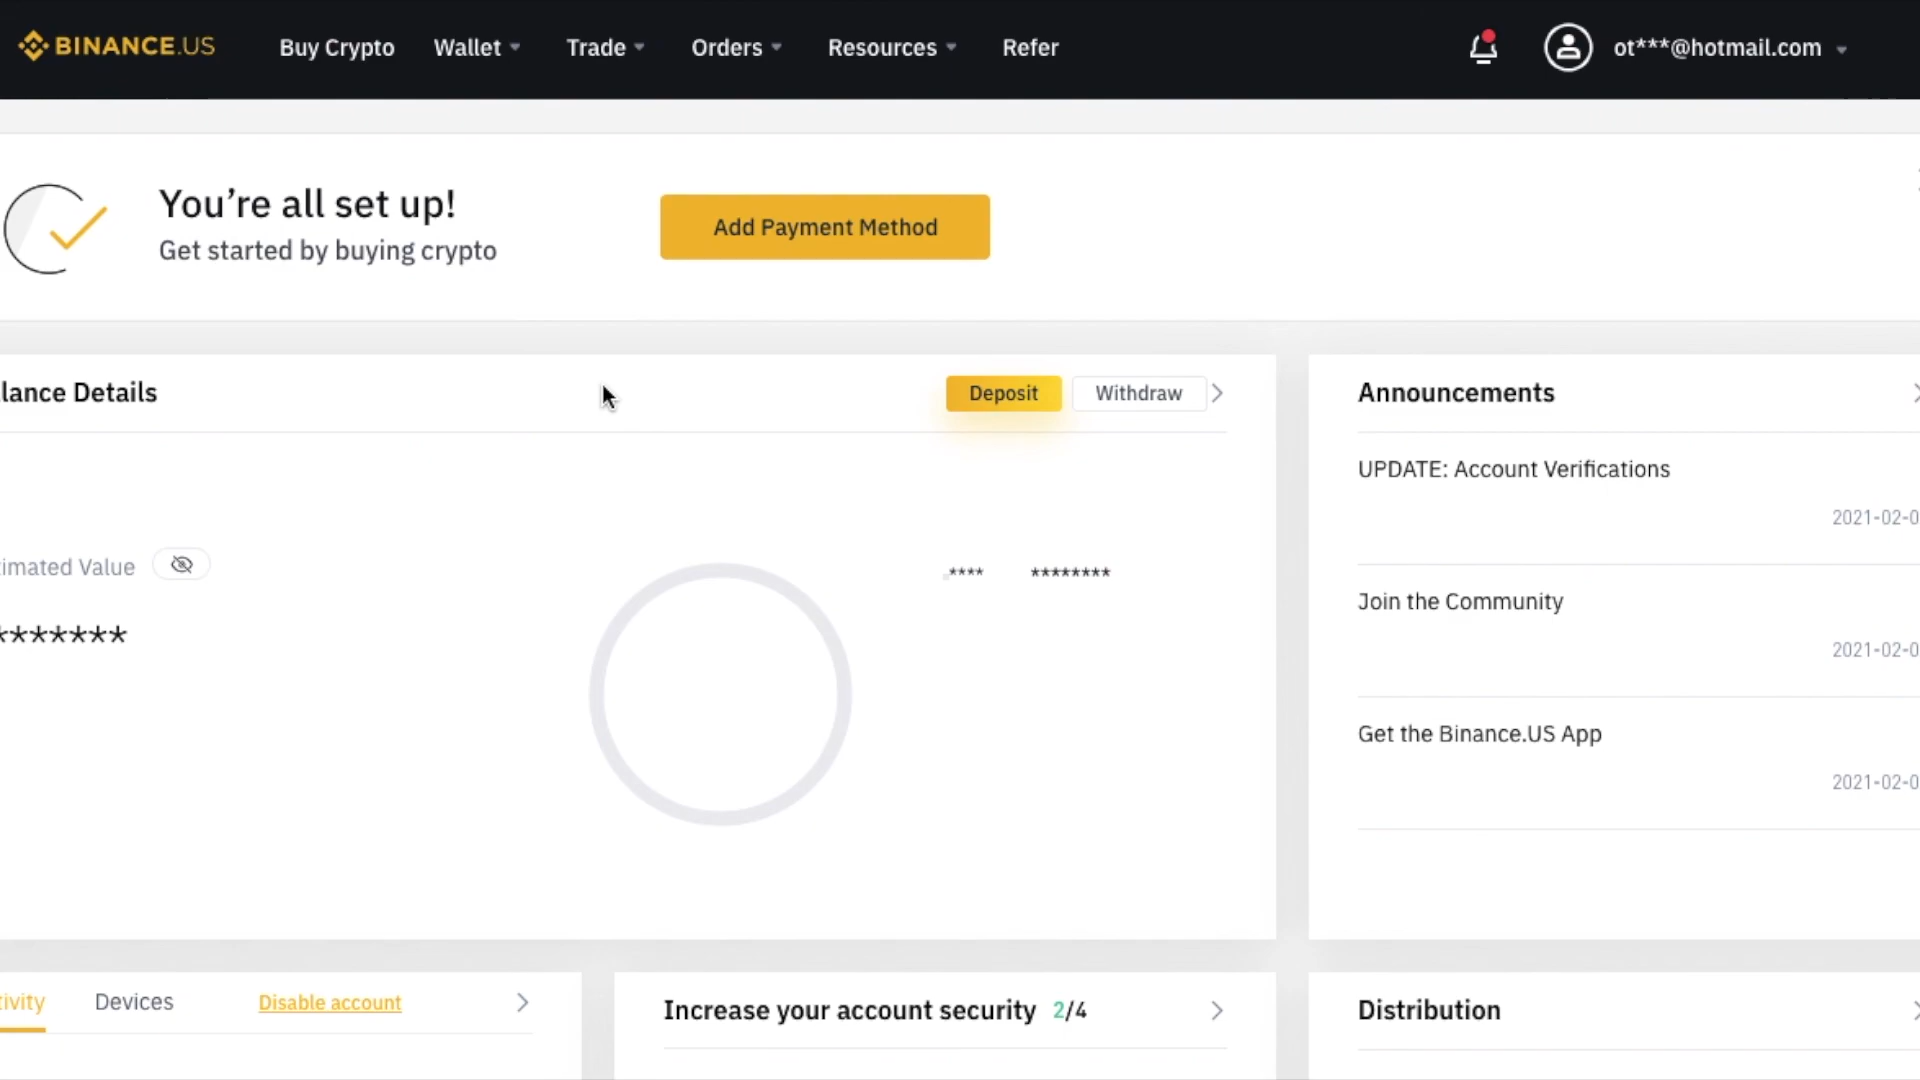 BINANCE.US Buy Crypto Wallet Trade Orders Resources Refer ot***@hotmail.com
You’re all set up!
Get started by buying crypto
Add Payment Method
lance Details
Deposit Withdraw
timated Value
*******
**** ********
Announcements
UPDATE: Account Verifications
2021-02-0
Join the Community
2021-02-0
Get the Binance.US App
2021-02-0
tivity Devices Disable account
Increase your account security 2/4
Distribution